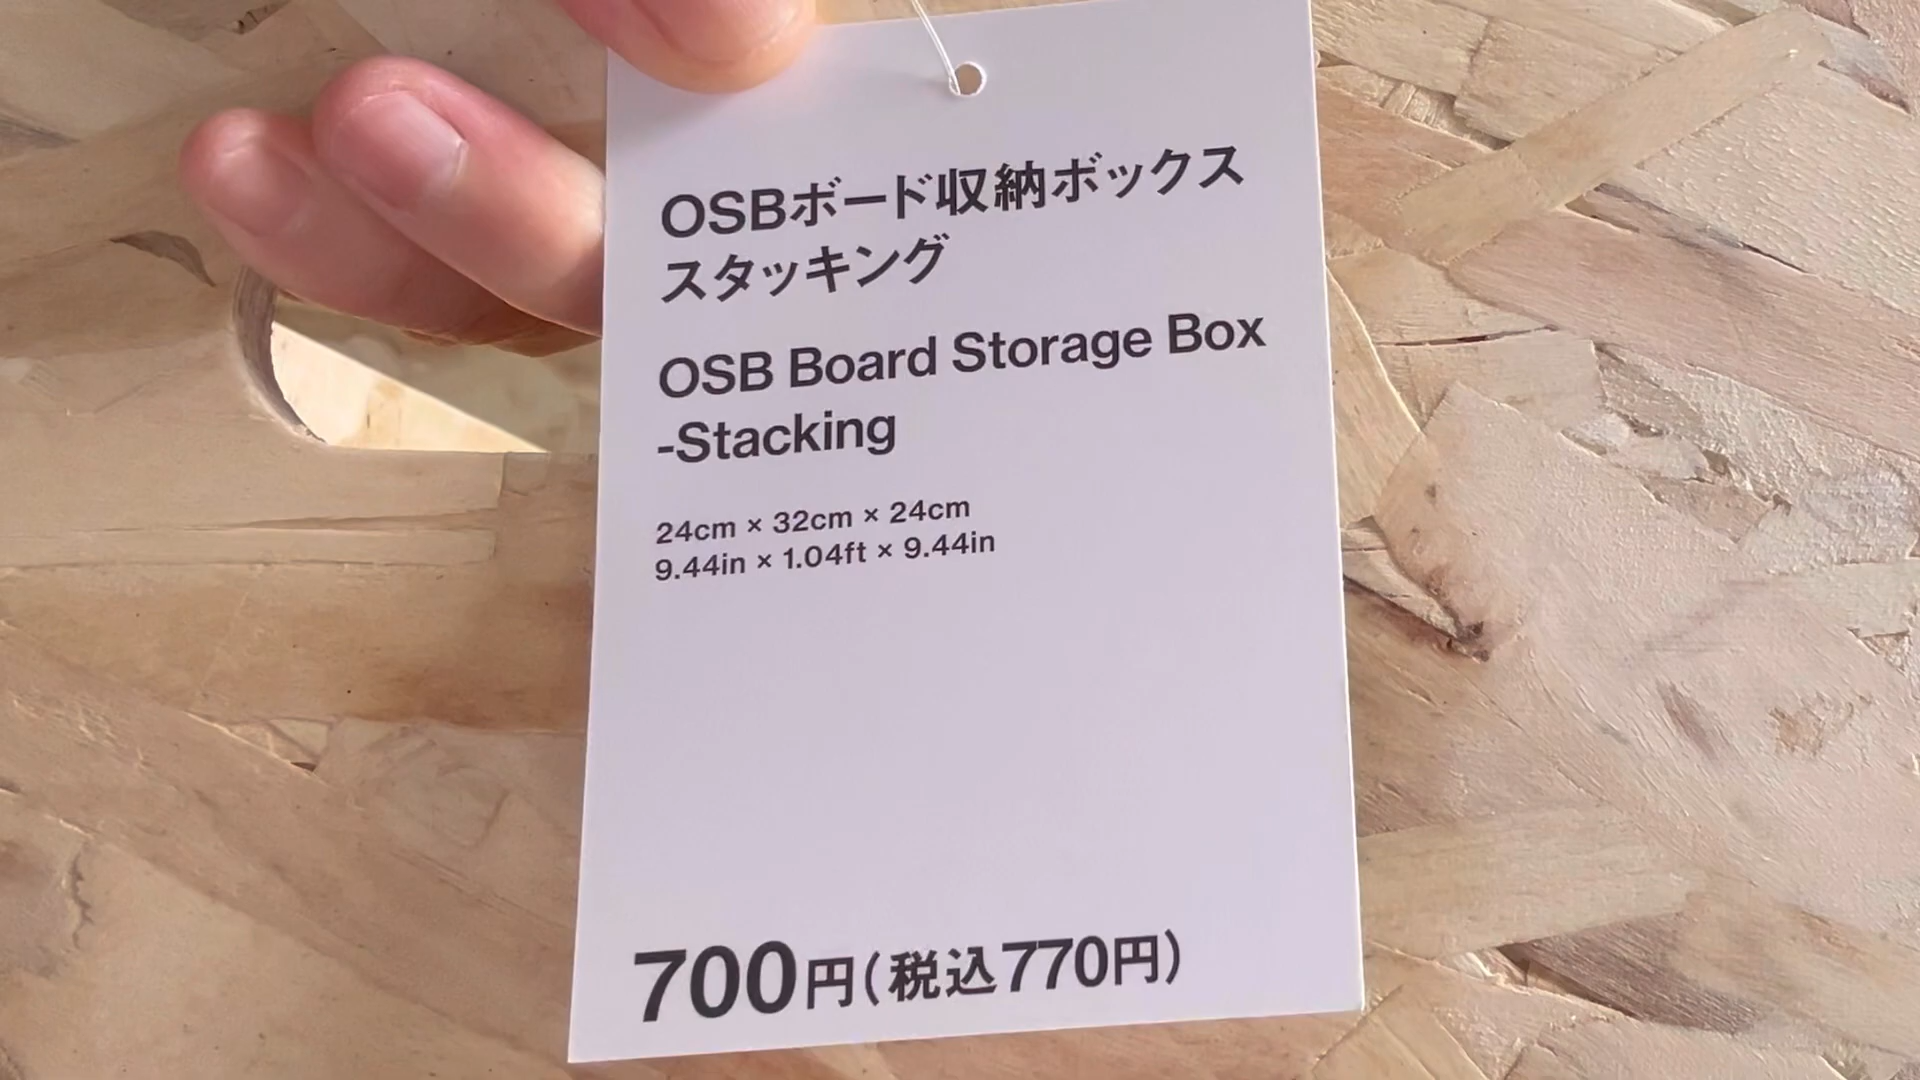 OSBボード収納ボックス
スタッキング
OSB Board Storage Box
-Stacking
24cm × 32cm × 24cm
9.44in × 1.04ft × 9.44in
700円(税込770円)